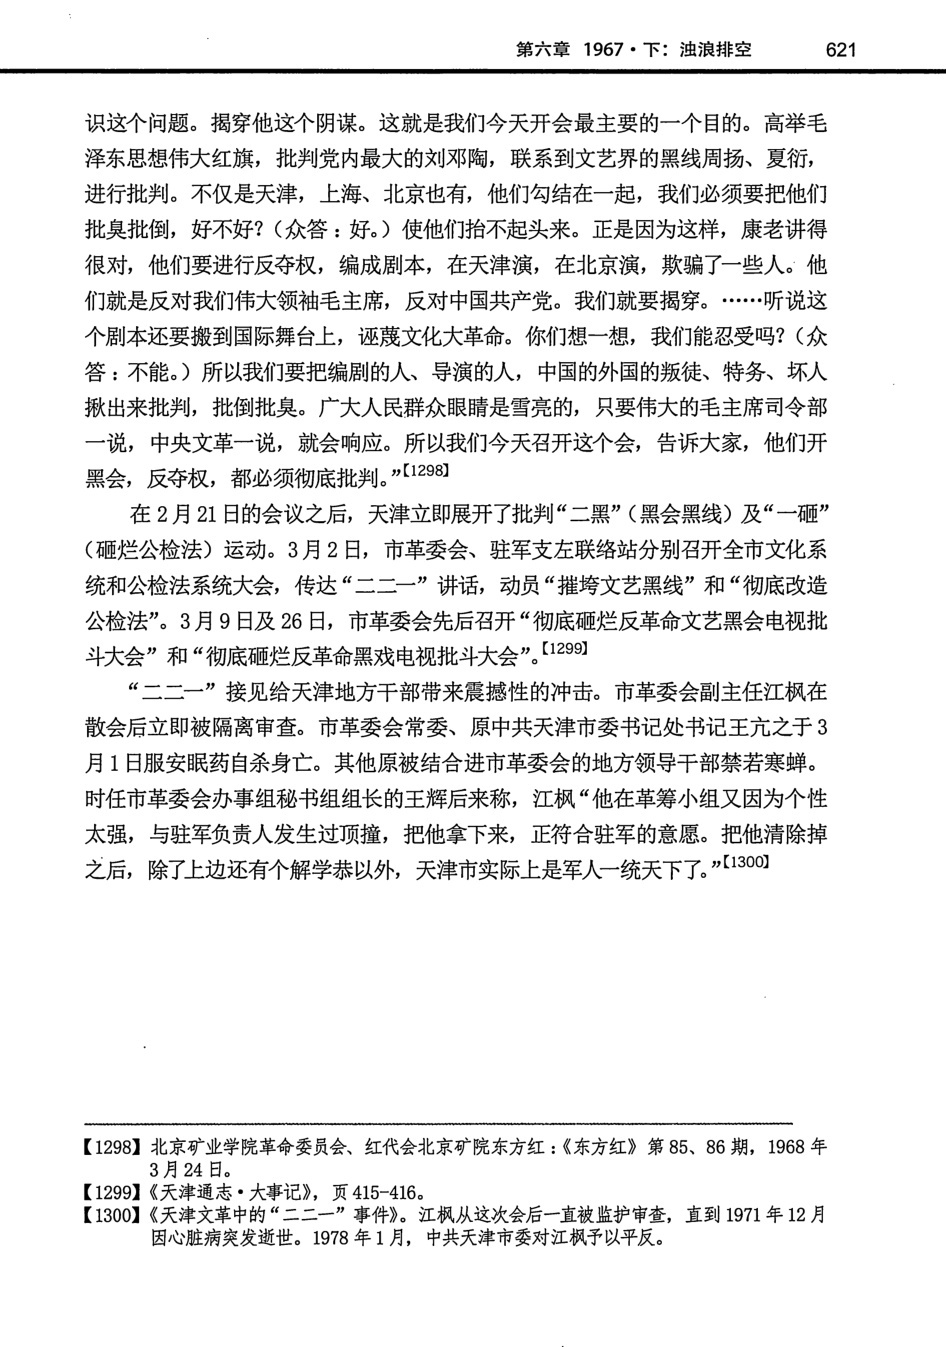 第六章 1967·下：浊浪排空 621
识这个问题。揭穿他这个阴谋。这就是我们今天开会最主要的一个目的。高举毛
泽东思想伟大红旗，批判党内最大的刘邓陶，联系到文艺界的黑线周扬、夏衍，
进行批判。不仅是天津，上海、北京也有，他们勾结在一起，我们必须要把他们
批臭批倒，好不好?（众答：好。）使他们抬不起头来。正是因为这样，康老讲得
很对，他们要进行反夺权，编成剧本，在天津演，在北京演，欺骗了一些人。他
们就是反对我们伟大领袖毛主席，反对中国共产党。我们就要揭穿。……听说这
个剧本还要搬到国际舞台上，诬蔑文化大革命。你们想一想，我们能忍受吗?（众
答：不能。）所以我们要把编剧的人、导演的人，中国的外国的叛徒、特务、坏人
揪出来批判，批倒批臭。广大人民群众眼睛是雪亮的，只要伟大的毛主席司令部
一说，中央文革一说，就会响应。所以我们今天召开这个会，告诉大家，他们开
黑会，反夺权，都必须彻底批判。”【1298】
在 2 月 21 日的会议之后，天津立即展开了批判“二黑”（黑会黑线）及“一砸”
（砸烂公检法）运动。3 月 2 日，市革委会、驻军支左联络站分别召开全市文化系
统和公检法系统大会，传达“二二一”讲话，动员“摧垮文艺黑线”和“彻底改造
公检法”。3 月 9 日及 26 日，市革委会先后召开“彻底砸烂反革命文艺黑会电视批
斗大会”和“彻底砸烂反革命黑戏电视批斗大会”。【1299】
“二二一”接见给天津地方干部带来震撼性的冲击。市革委会副主任江枫在
散会后立即被隔离审查。市革委会常委、原中共天津市委书记处书记王亢之于 3
月 1 日服安眠药自杀身亡。其他原被结合进市革委会的地方领导干部禁若寒蝉。
时任市革委会办事组秘书组组长的王辉后来称，江枫“他在革筹小组又因为个性
太强，与驻军负责人发生过顶撞，把他拿下来，正符合驻军的意愿。把他清除掉
之后，除了上边还有个解学恭以外，天津市实际上是军人一统天下了。”【1300】
【1298】北京矿业学院革命委员会、红代会北京矿院东方红：《东方红》第 85、86 期，1968 年
3 月 24 日。
【1299】《天津通志·大事记》，页 415-416。
【1300】《天津文革中的“二二一”事件》。江枫从这次会后一直被监护审查，直到 1971 年 12 月
因心脏病突发逝世。1978 年 1 月，中共天津市委对江枫予以平反。